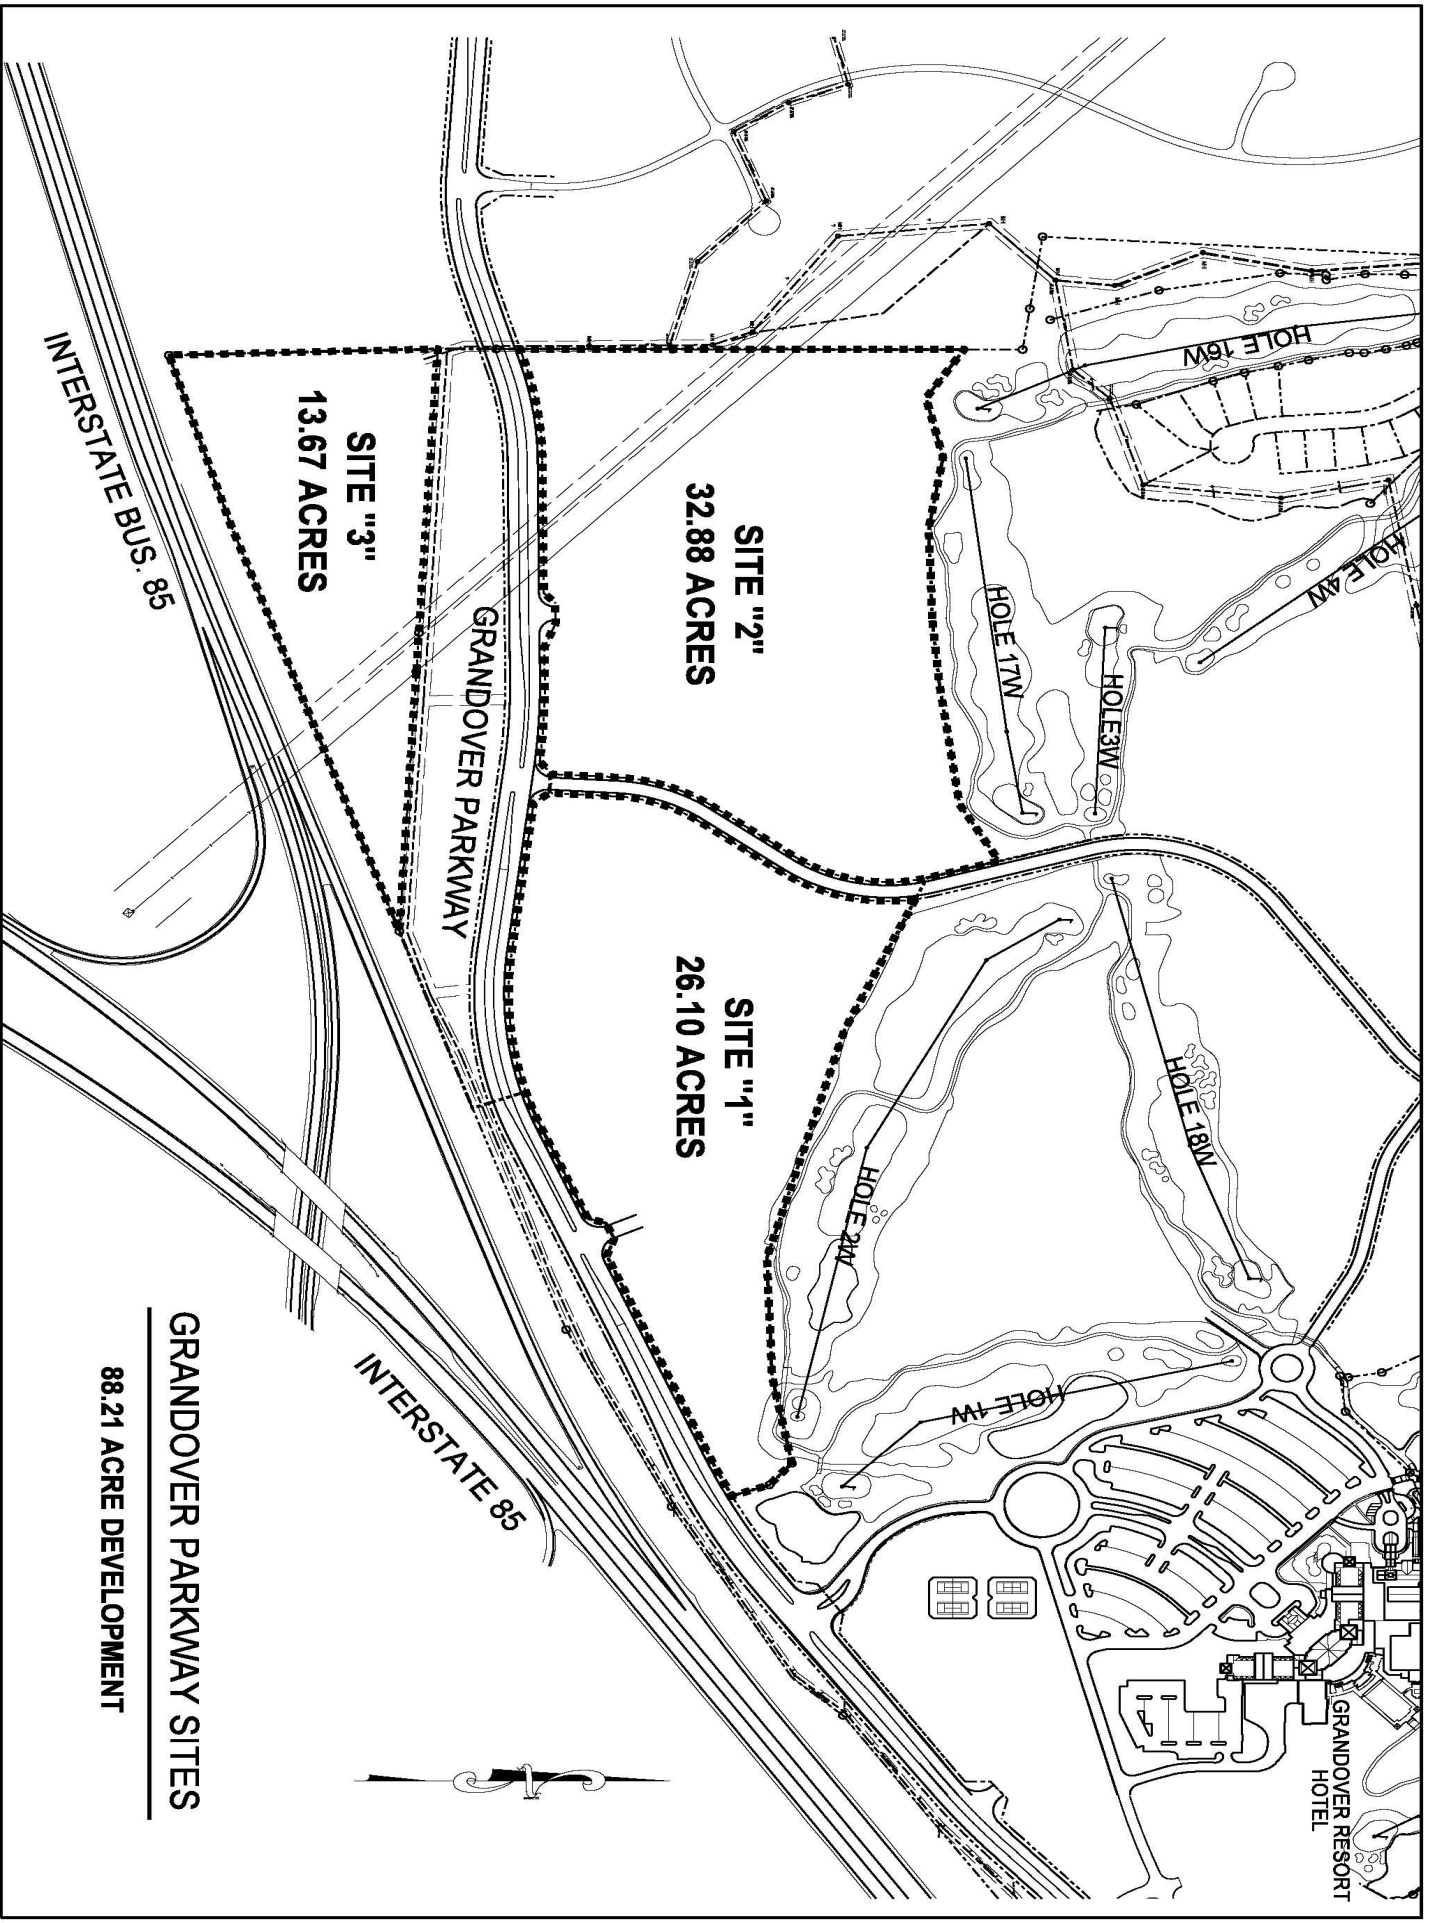 HOLE 16W
HOLE 4W
HOLE 17W
HOLE3W
HOLE 18W
HOLE 2W
HOLE 1W
GRANDOVER RESORT
HOTEL
SITE "2"
32.88 ACRES
SITE "1"
26.10 ACRES
GRANDOVER PARKWAY
SITE "3"
13.67 ACRES
INTERSTATE BUS. 85
INTERSTATE 85
N
GRANDOVER PARKWAY SITES
88.21 ACRE DEVELOPMENT